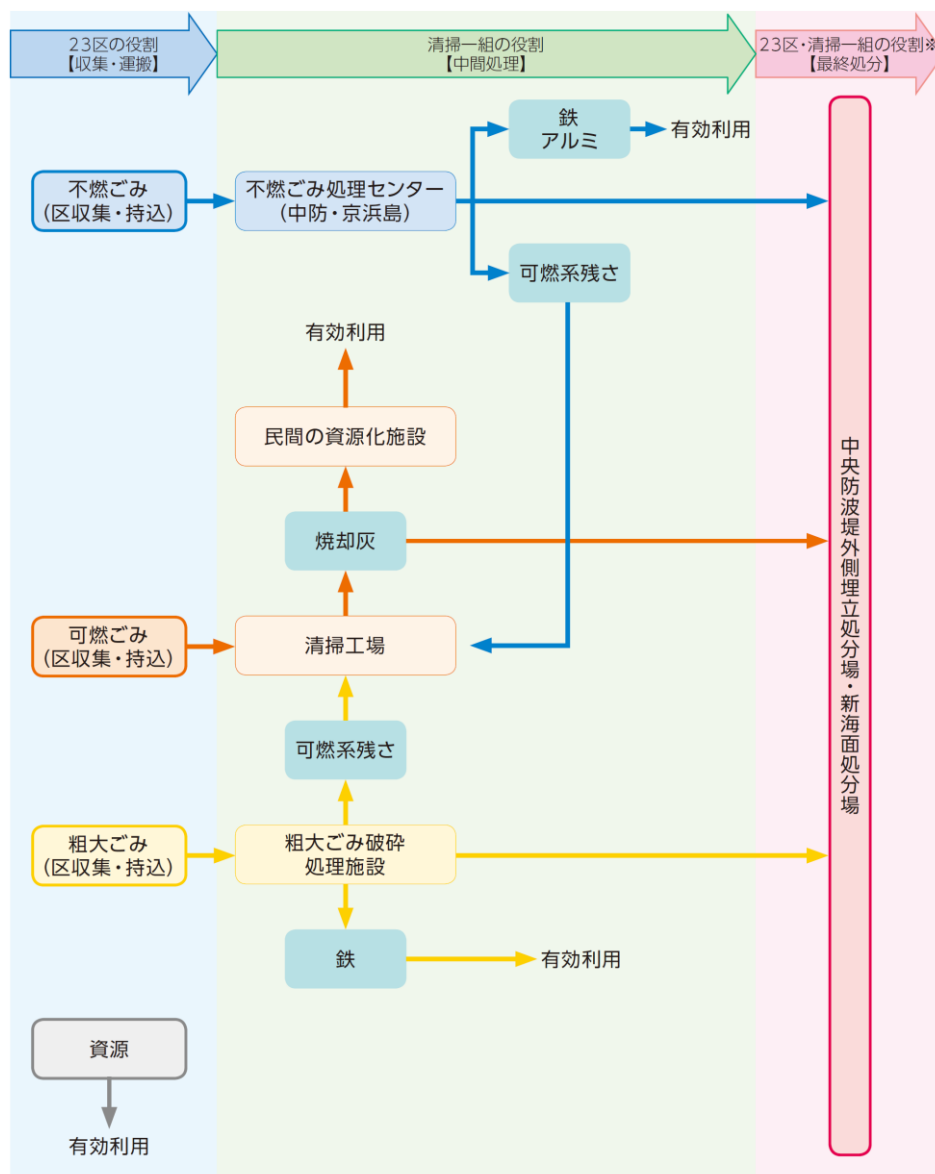 23区の役割
【収集・運搬】
清掃一組の役割
【中間処理】
23区・清掃一組の役割※
【最終処分】
鉄
アルミ
有効利用
不燃ごみ
(区収集・持込)
不燃ごみ処理センター
(中防・京浜島)
可燃系残さ
有効利用
民間の資源化施設
焼却灰
可燃ごみ
(区収集・持込)
清掃工場
可燃系残さ
粗大ごみ
(区収集・持込)
粗大ごみ破砕
処理施設
鉄
有効利用
資源
有効利用
中央防波堤外側埋立処分場・新海面処分場